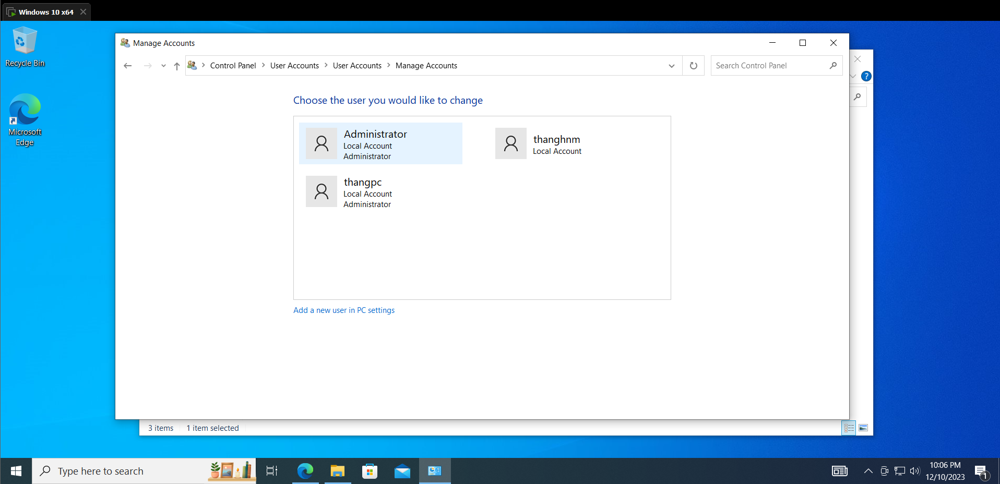 Windows 10 x64
Recycle Bin
Microsoft
Edge
Manage Accounts
Control Panel > User Accounts > User Accounts > Manage Accounts
Search Control Panel
?
Choose the user you would like to change
Administrator
Local Account
Administrator
thanghnm
Local Account
thangpc
Local Account
Administrator
Add a new user in PC settings
3 items
1 item selected
Type here to search
10:06 PM
12/10/2023
1